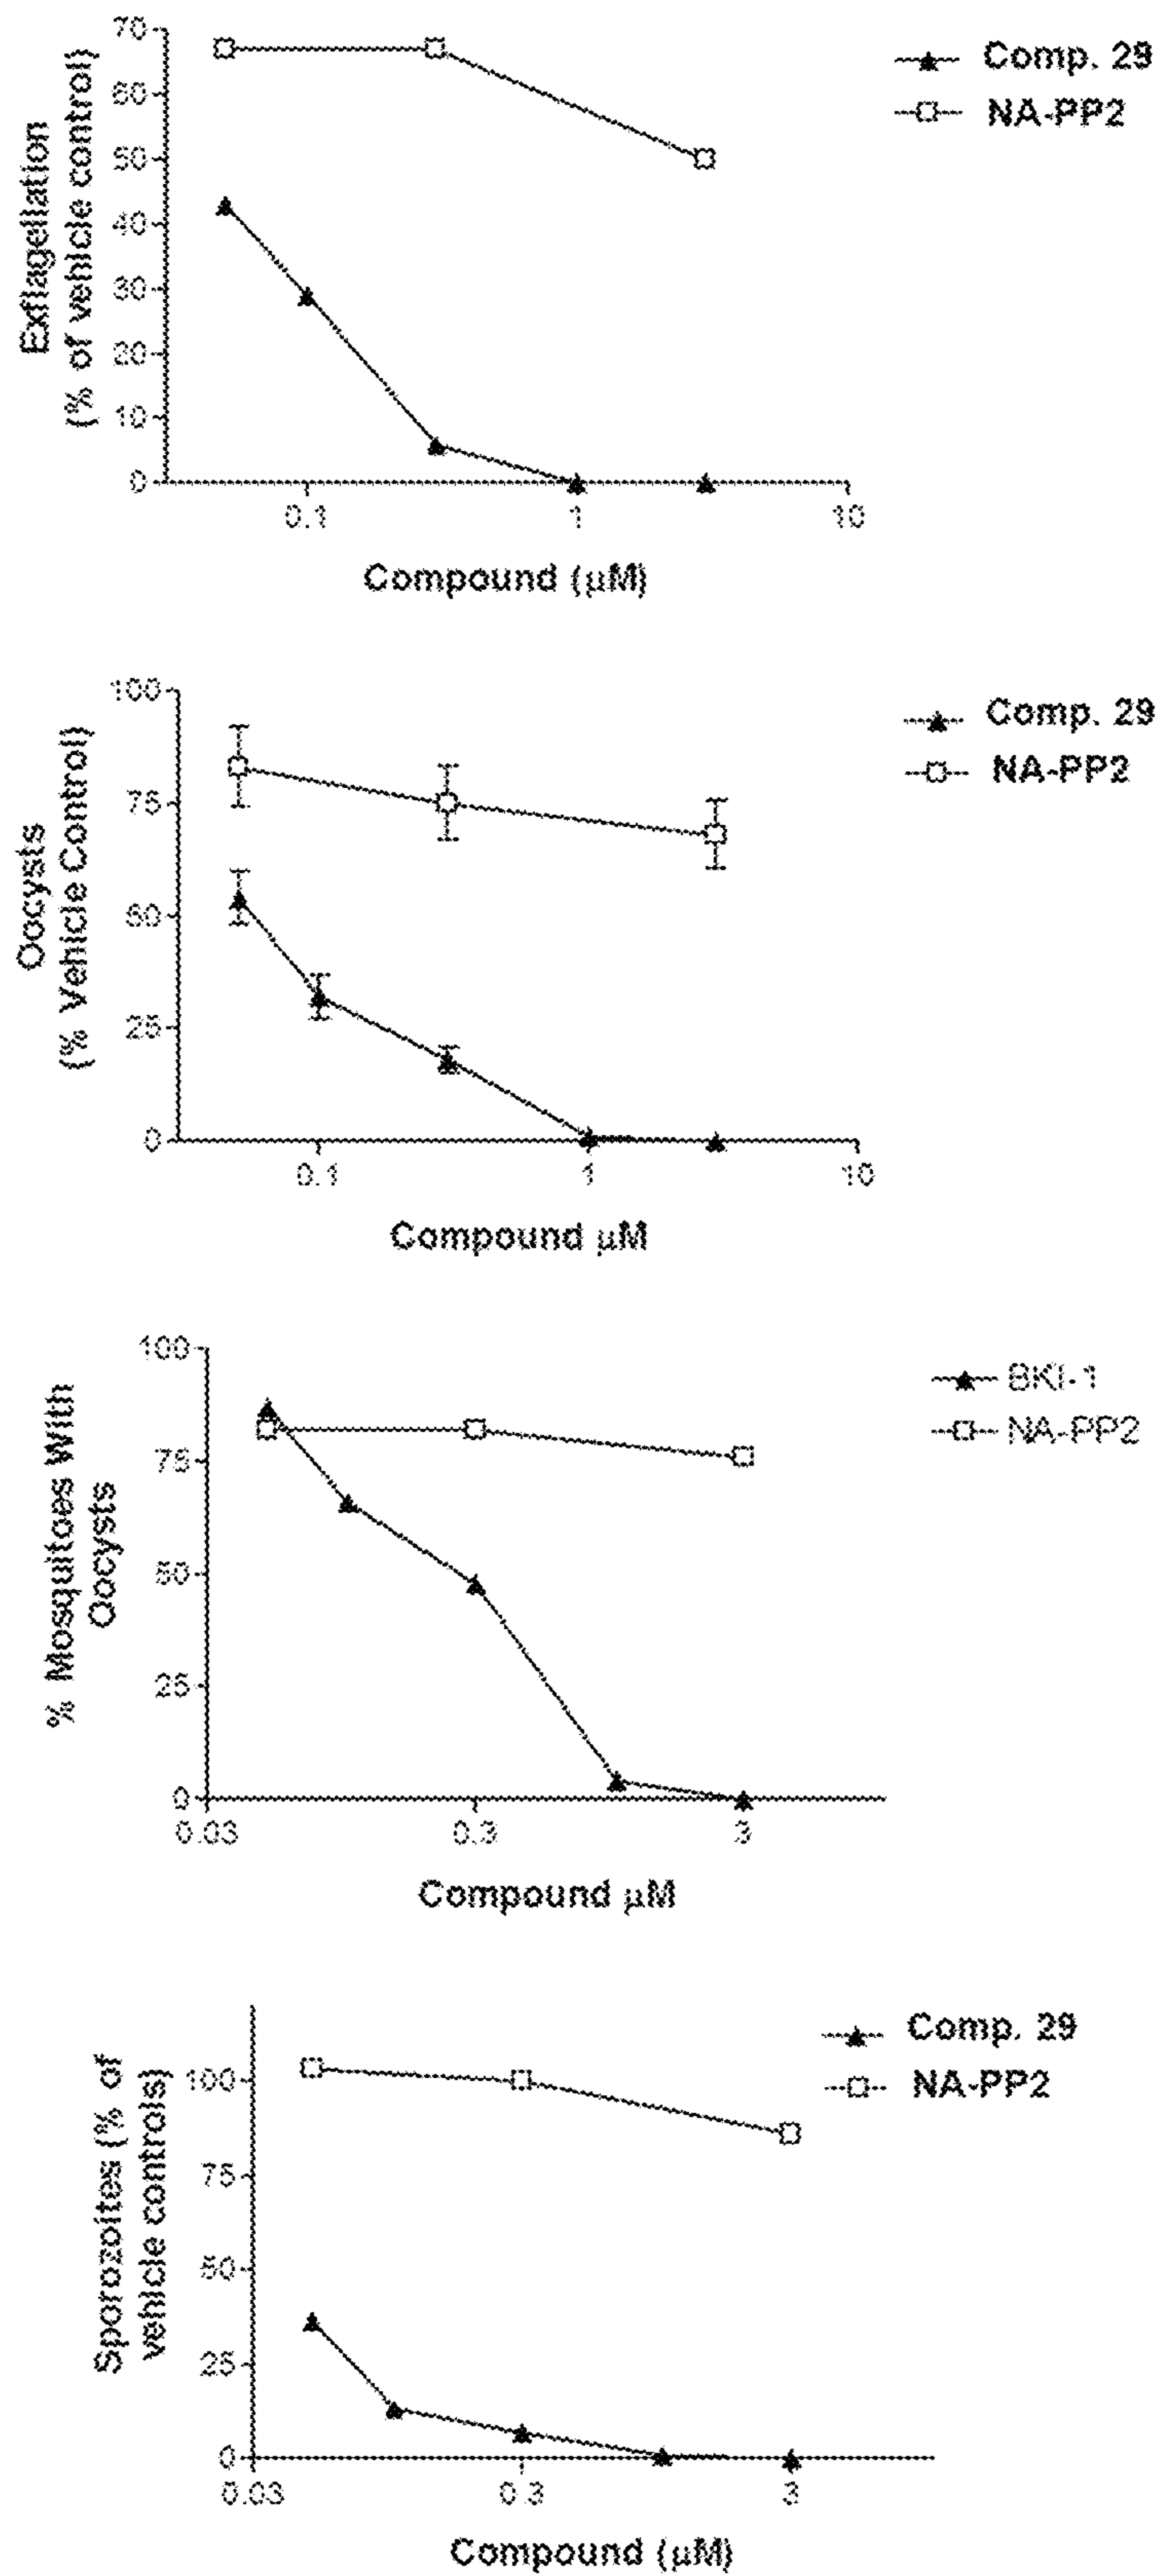 Exflagellation
(% of vehicle control)
70
60
50
40
30
20
10
0
0.1
1
10
Compound (µM)
Comp. 29
NA-PP2
Oocysts
(% Vehicle Control)
100
75
50
25
0
0.1
1
10
Compound µM
Comp. 29
NA-PP2
% Mosquitoes With
Oocysts
100
75
50
25
0
0.03
0.3
3
Compound µM
BKI-1
NA-PP2
Sporozoites (% of
vehicle controls)
100
75
50
25
0
0.03
0.3
3
Compound (µM)
Comp. 29
NA-PP2